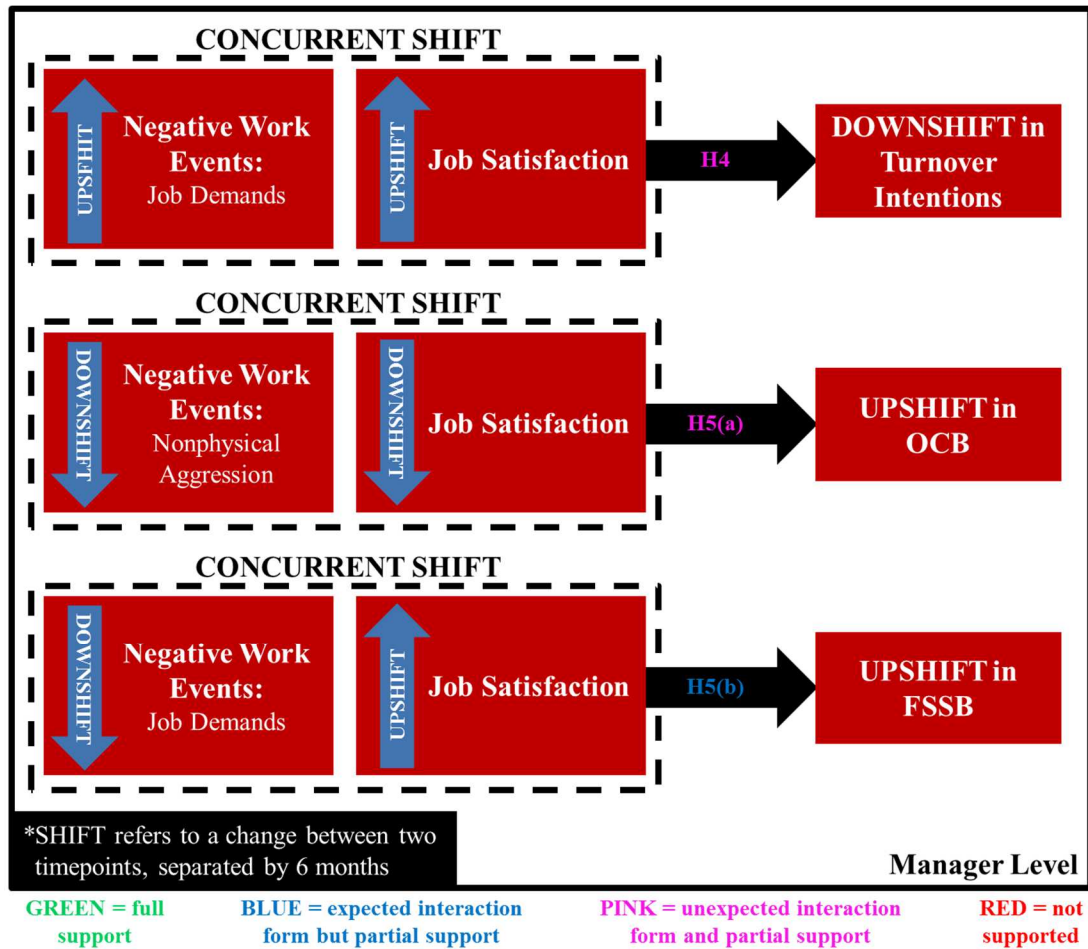 CONCURRENT SHIFT
UPSFHIT
Negative Work
Events:
Job Demands
UPSHIFT
Job Satisfaction
H4
DOWNSHIFT in
Turnover
Intentions
CONCURRENT SHIFT
DOWNSHIFT
Negative Work
Events:
Nonphysical
Aggression
DOWNSHIFT
Job Satisfaction
H5(a)
UPSHIFT in
OCB
CONCURRENT SHIFT
DOWNSHIFT
Negative Work
Events:
Job Demands
UPSHIFT
Job Satisfaction
H5(b)
UPSHIFT in
FSSB
*SHIFT refers to a change between two
timepoints, separated by 6 months
Manager Level
GREEN = full
support
BLUE = expected interaction
form but partial support
PINK = unexpected interaction
form and partial support
RED = not
supported